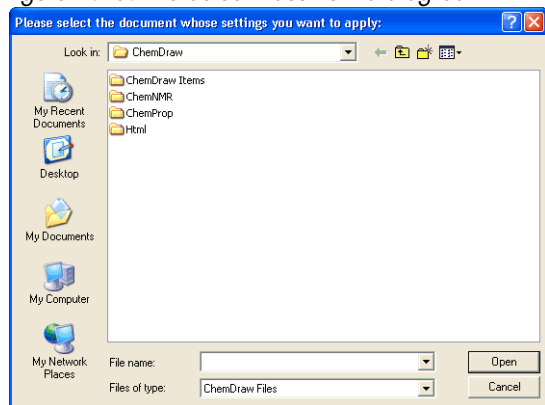 Please select the document whose settings you want to apply:
Look in:
ChemDraw
My Recent
Documents
Desktop
My Documents
My Computer
My Network
Places
ChemDraw Items
ChemNMR
ChemProp
Html
File name:
Open
Files of type:
ChemDraw Files
Cancel